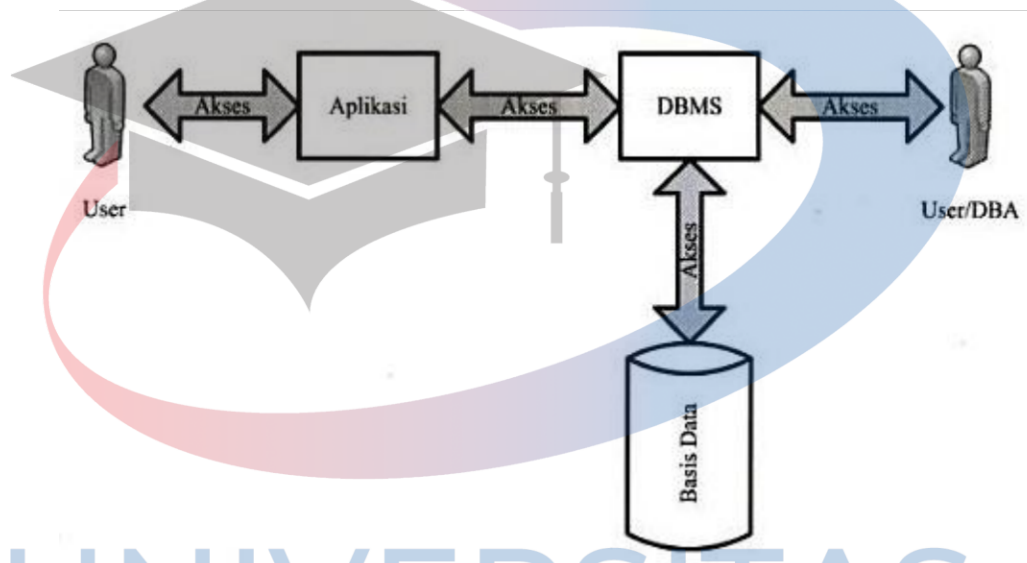 Akses
Aplikasi
Akses
DBMS
Akses
User
User/DBA
Akses
Basis Data
UNIVERSITAS